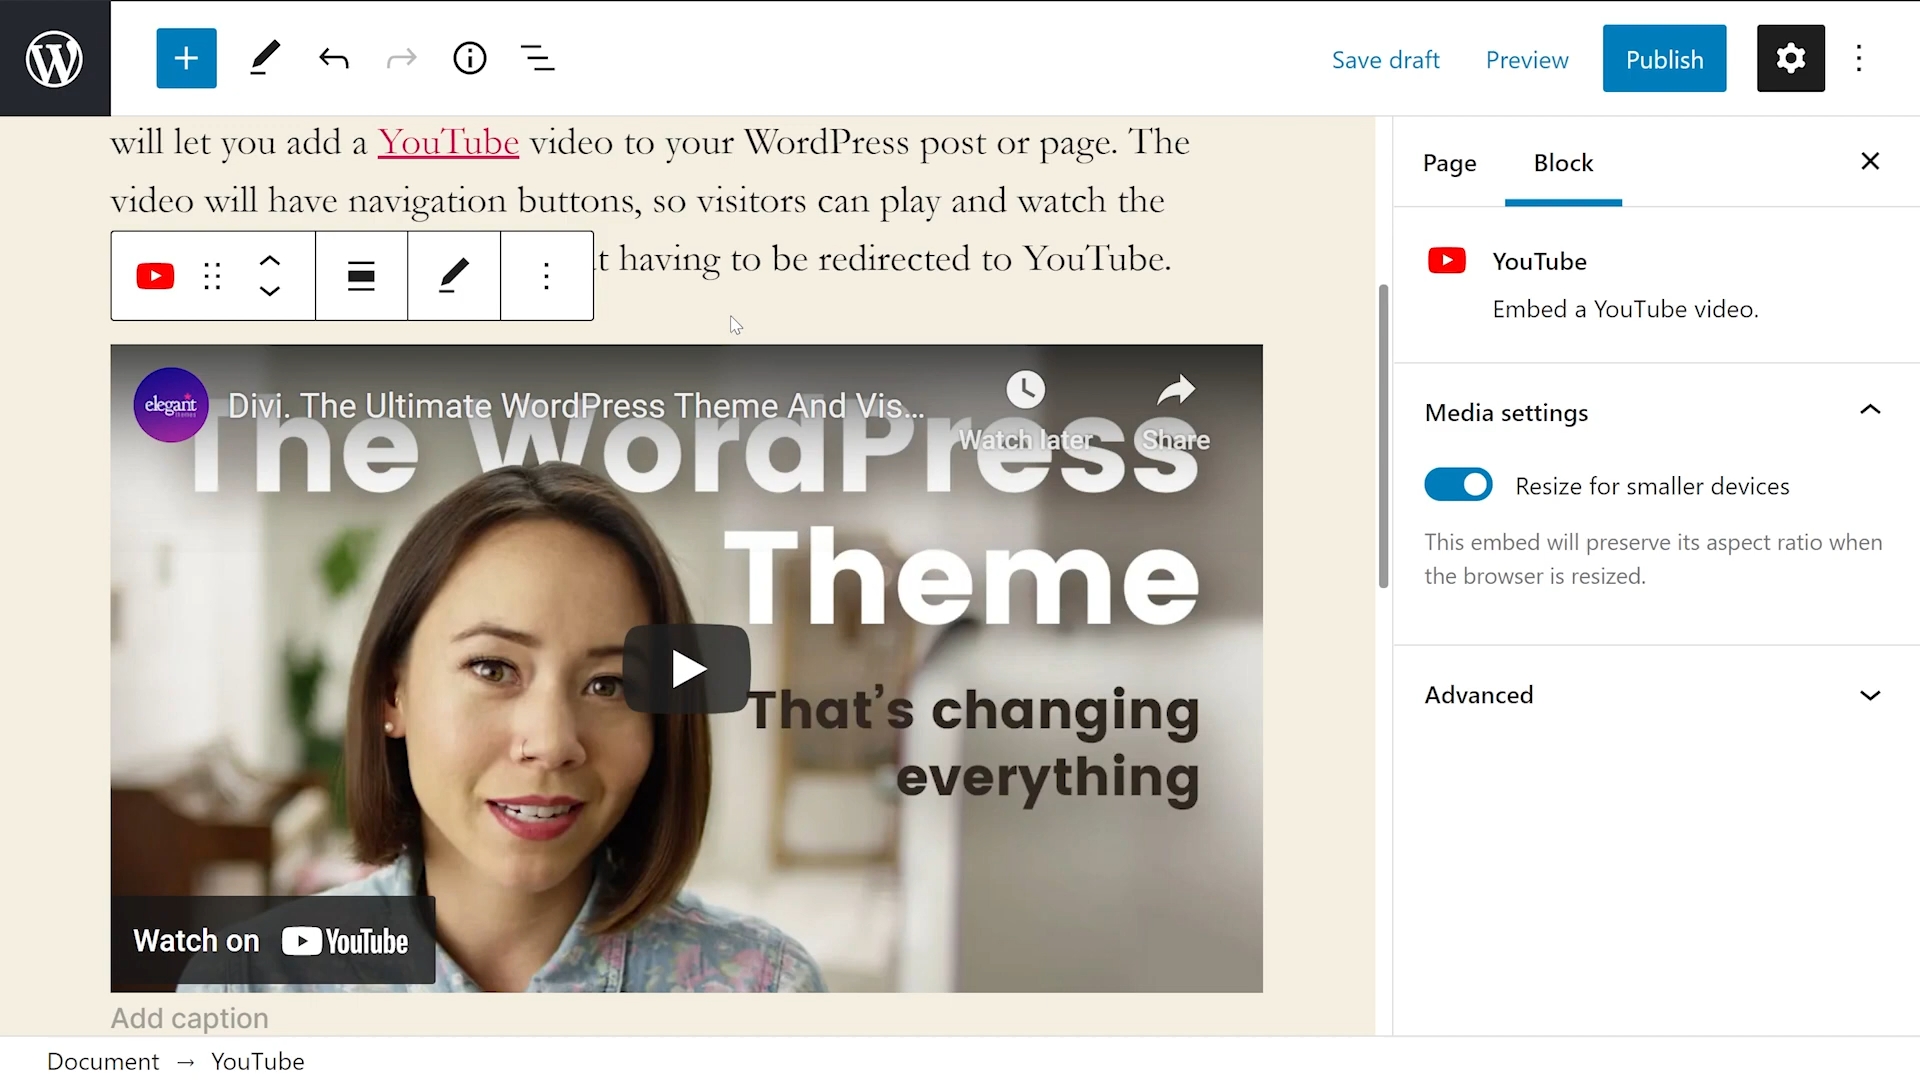 Save draft
Preview
Publish
will let you add a YouTube video to your WordPress post or page. The
video will have navigation buttons, so visitors can play and watch the
t having to be redirected to YouTube.
Page
Block
YouTube
Embed a YouTube video.
Media settings
Resize for smaller devices
This embed will preserve its aspect ratio when
the browser is resized.
Advanced
elegant
themes
Divi. The Ultimate WordPress Theme And Vis...
Watch later
Share
The WordPress
Theme
That's changing
everything
Watch on YouTube
Add caption
Document → YouTube